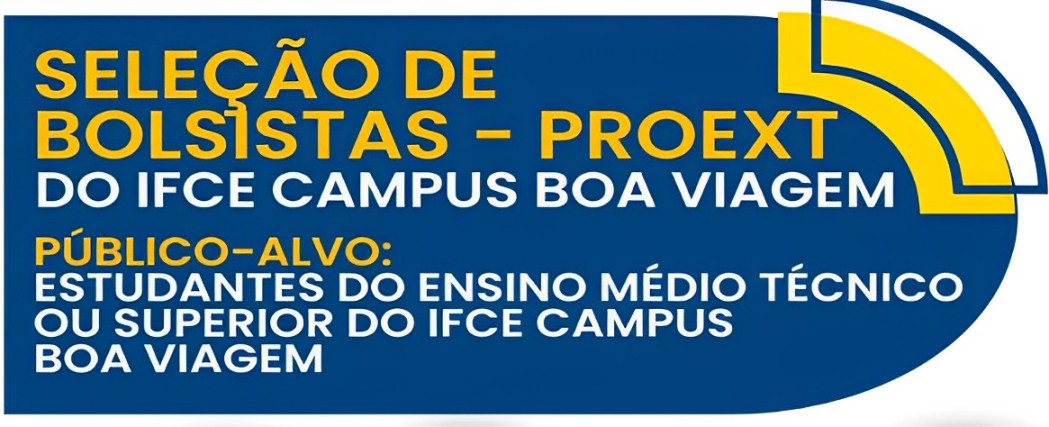 SELEÇÃO DE
BOLSISTAS - PROEXT
DO IFCE CAMPUS BOA VIAGEM
PÚBLICO-ALVO:
ESTUDANTES DO ENSINO MÉDIO TÉCNICO
OU SUPERIOR DO IFCE CAMPUS
BOA VIAGEM